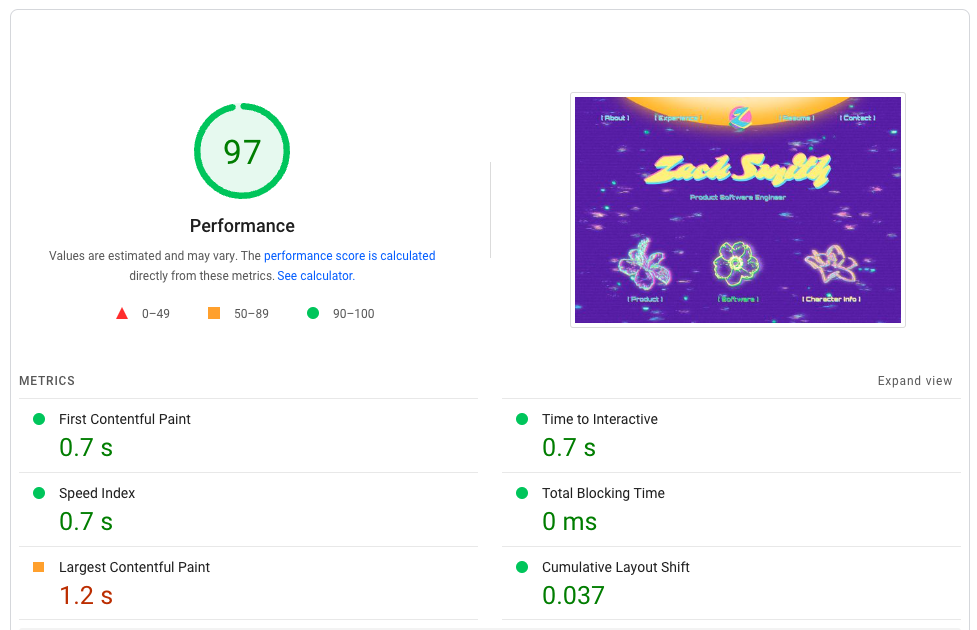 97
Performance
Values are estimated and may vary. The performance score is calculated
directly from these metrics. See calculator.
0–49
50–89
90–100
[ About ]
[ Experience ]
[ Resume ]
[ Contact ]
Zach Smith
Product Software Engineer
[ Product ]
[ Software ]
[ Character Info ]
METRICS
Expand view
First Contentful Paint
0.7 s
Time to Interactive
0.7 s
Speed Index
0.7 s
Total Blocking Time
0 ms
Largest Contentful Paint
1.2 s
Cumulative Layout Shift
0.037